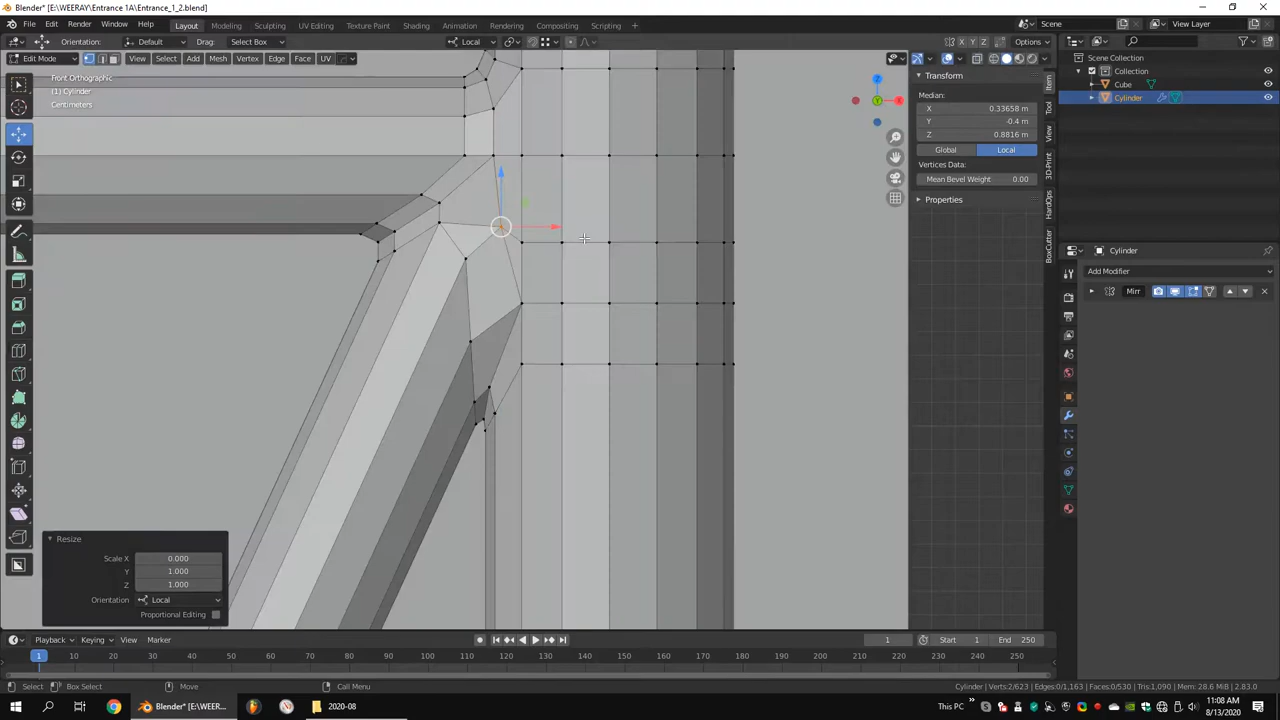 Blender* [E:\WEERAY\Entrance 1A\Entrance_1_2.blend]
File Edit Render Window Help Layout Modeling Sculpting UV Editing Texture Paint Shading Animation Rendering Compositing Scripting Scene View Layer
Orientation: Default Drag: Select Box Local X Y Z Options
Edit Mode View Select Add Mesh Vertex Edge Face UV
Front Orthographic
(1) Cylinder
Centimeters
Z
Y
X
Transform
Median:
X 0.33658 m
Y -0.4 m
Z 0.8816 m
Global Local
Vertices Data:
Mean Bevel Weight 0.00
Properties
Item
Tool
View
3D-Print
HardOps
BoxCutter
Scene Collection
Collection
Cube
Cylinder
Cylinder
Add Modifier
Mirr
Resize
Scale X 0.000
Y 1.000
Z 1.000
Orientation Local
Proportional Editing
Playback Keying View Marker 1 Start 1 End 250
1 10 20 30 40 50 60 70 80 90 100 110 120 130 140 150 160 170 180 190 200 210 220 230 240 250
Select Box Select Move Call Menu Cylinder | Verts:2/623 | Edges:0/1,163 | Faces:0/530 | Tris:1,090 | Mem: 28.6 MiB | 2.83.0
Blender* [E:\WEER... 2020-08 This PC 11:08 AM
8/13/2020